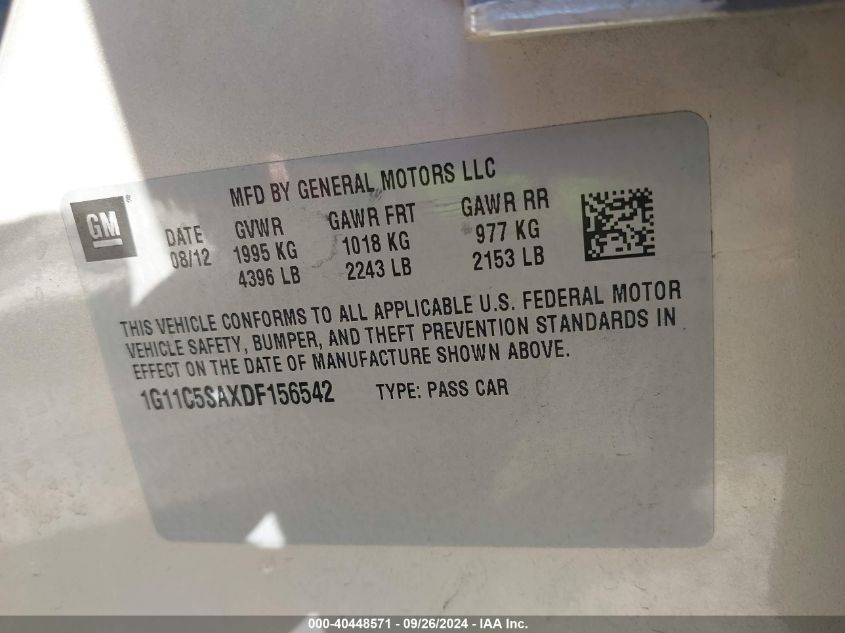 MFD BY GENERAL MOTORS LLC
GM
DATE GVWR GAWR FRT GAWR RR
08/12 1995 KG 1018 KG 977 KG
4396 LB 2243 LB 2153 LB
THIS VEHICLE CONFORMS TO ALL APPLICABLE U.S. FEDERAL MOTOR
VEHICLE SAFETY, BUMPER, AND THEFT PREVENTION STANDARDS IN
EFFECT ON THE DATE OF MANUFACTURE SHOWN ABOVE.
1G11C5SAXDF156542 TYPE: PASS CAR
000-40448571 - 09/26/2024 - IAA Inc.